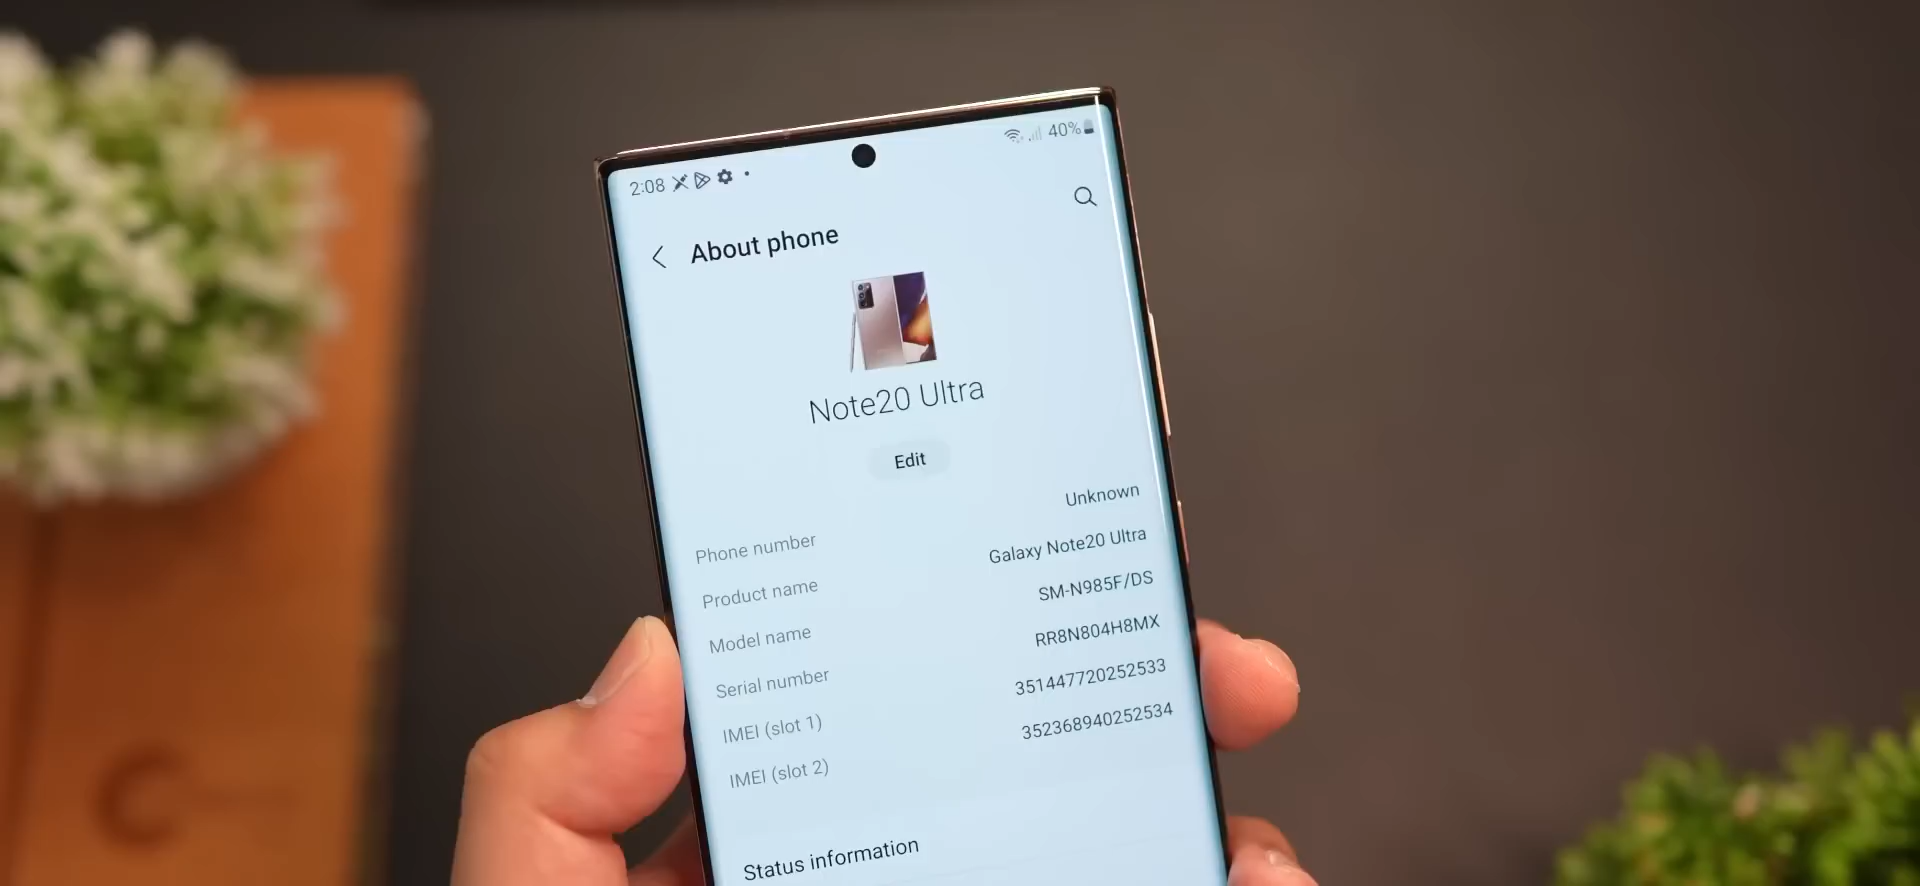 2:08
40%
About phone
Note20 Ultra
Edit
Phone number Unknown
Product name Galaxy Note20 Ultra
Model name SM-N985F/DS
Serial number RR8N804H8MX
IMEI (slot 1) 351447720252533
IMEI (slot 2) 352368940252534
Status information